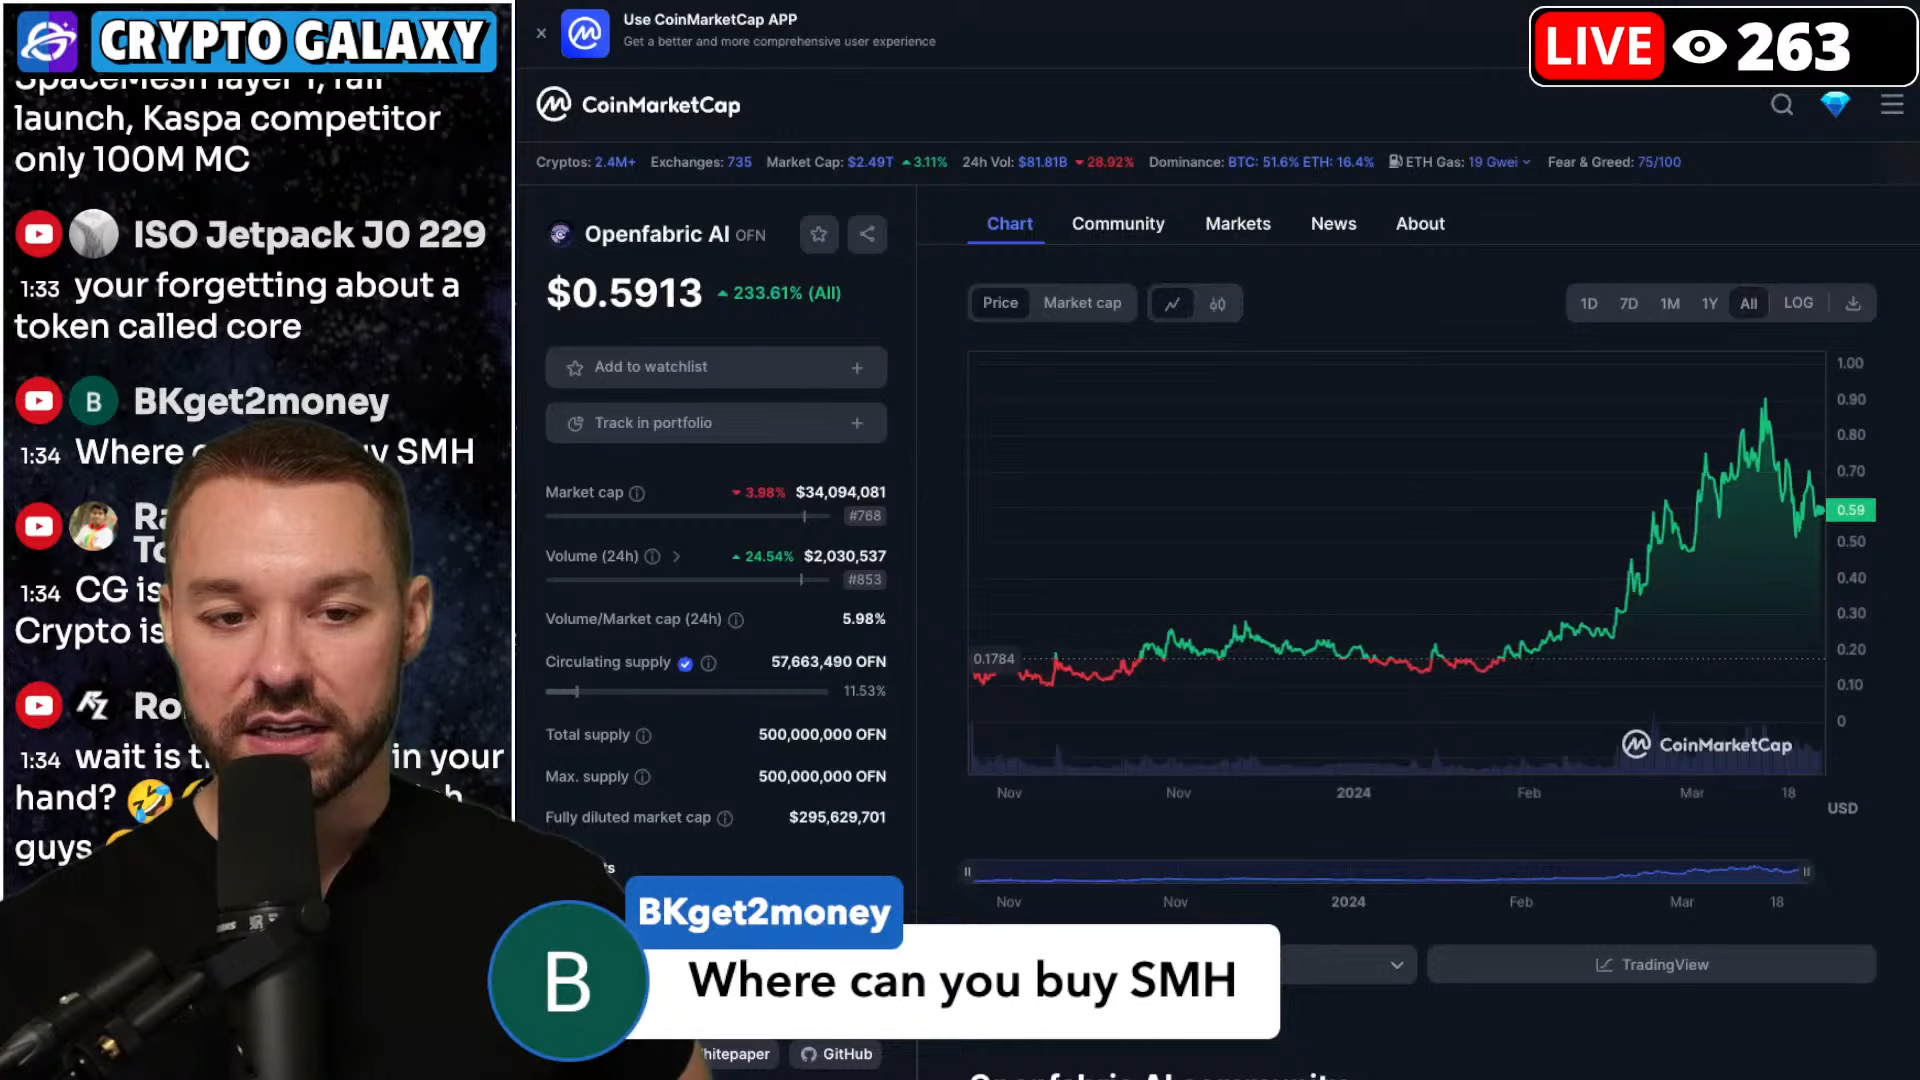 CRYPTO GALAXY
launch, Kaspa competitor
only 100M MC
ISO Jetpack J0 229
1:33 your forgetting about a
token called core
B
BKget2money
1:34 Where
SMH
1:34 CG is
Crypto is
1:34 wait is
in your
hand? 🤣
guys
Use CoinMarketCap APP
Get a better and more comprehensive user experience
LIVE 263
CoinMarketCap
Cryptos: 2.4M+ Exchanges: 735 Market Cap: $2.49T 3.11% 24h Vol: $81.81B 28.92% Dominance: BTC: 51.6% ETH: 16.4% ETH Gas: 19 Gwei Fear & Greed: 75/100
Openfabric AI OFN
$0.5913 233.61% (All)
Add to watchlist +
Track in portfolio +
Market cap 3.98% $34,094,081
#768
Volume (24h) 24.54% $2,030,537
#853
Volume/Market cap (24h) 5.98%
Circulating supply 57,663,490 OFN
11.53%
Total supply 500,000,000 OFN
Max. supply 500,000,000 OFN
Fully diluted market cap $295,629,701
GitHub
Chart Community Markets News About
Price Market cap
1D 7D 1M 1Y All LOG
1.00
0.90
0.80
0.70
0.59
0.50
0.40
0.30
0.20
0.10
0
0.1784
CoinMarketCap
Nov Nov 2024 Feb Mar 18
USD
Nov Nov 2024 Feb Mar 18
TradingView
BKget2money
B
Where can you buy SMH
Openfabric AI community